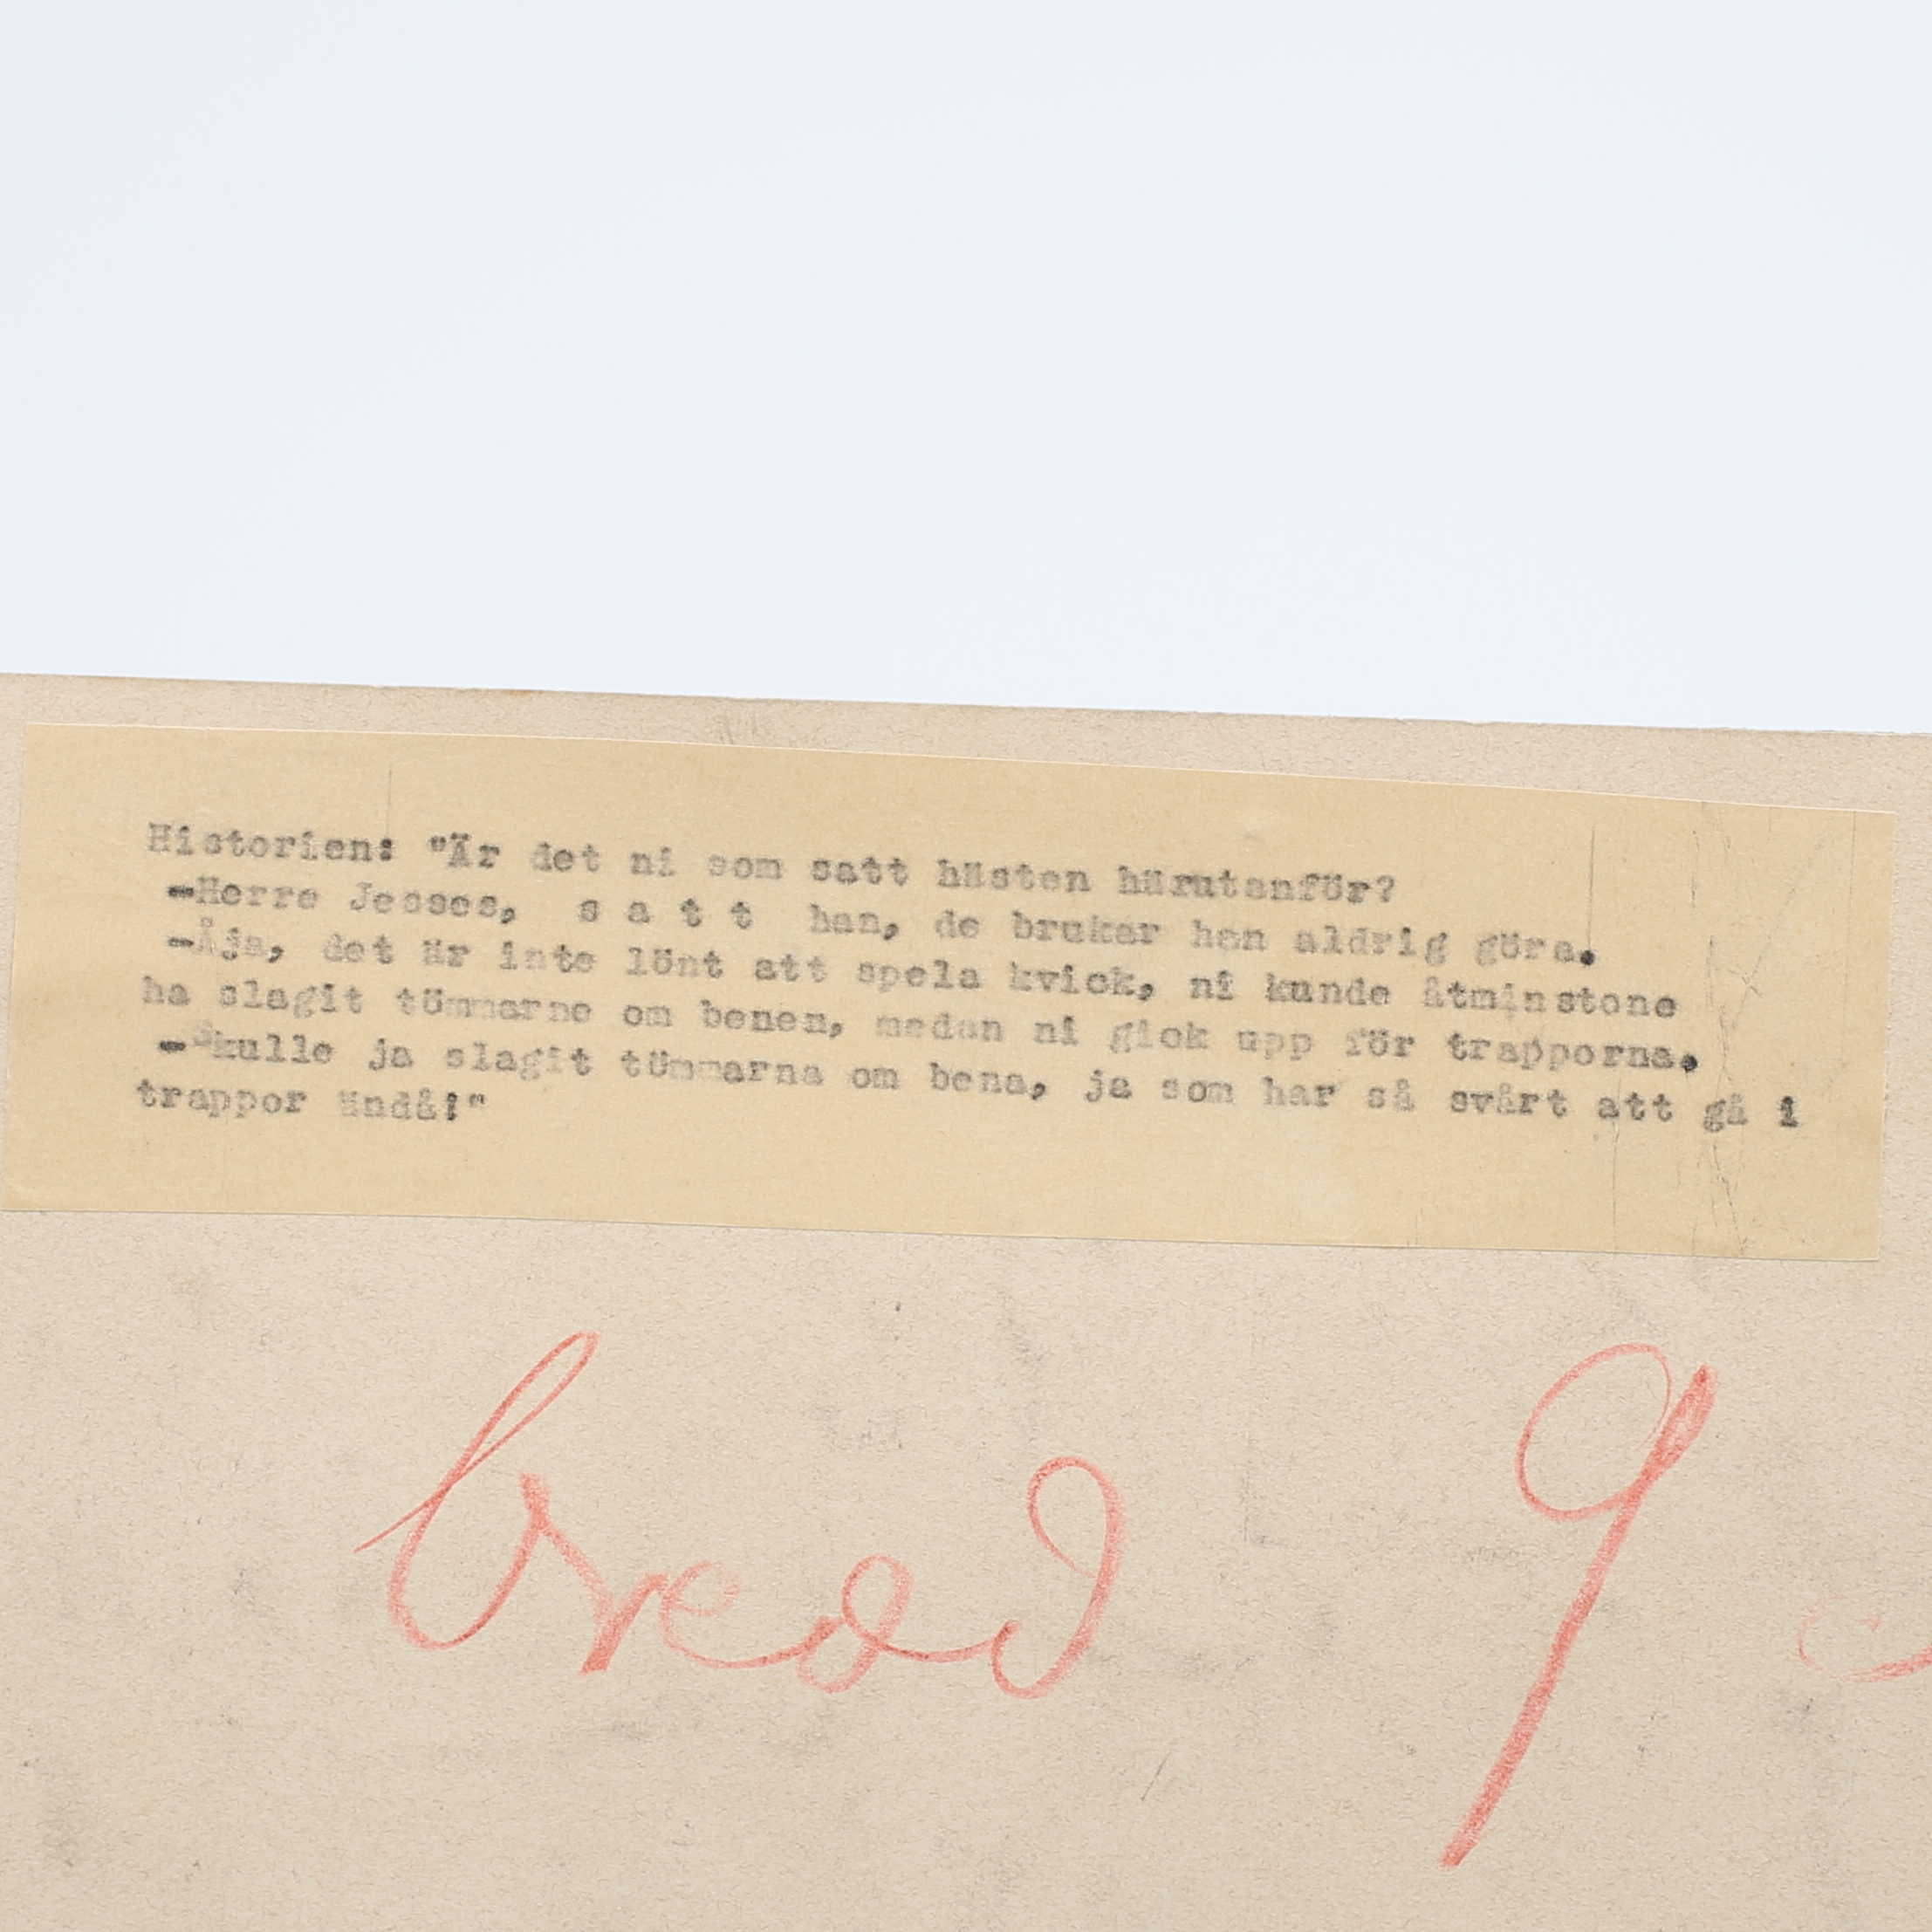 Historien: "Är det ni som satt hästen härutanför?
-Herre Jesses, s a t t han, de brukar han aldrig göra.
-Åja, det är inte lönt att spela kvick, ni kunde åtminstone
ha slagit tömmarne om benen, medan ni gick upp för trapporna.
-Skulle ja slagit tömmarna om bena, ja som har så svårt att gå i
trappor ändå!"
bredd 9 c